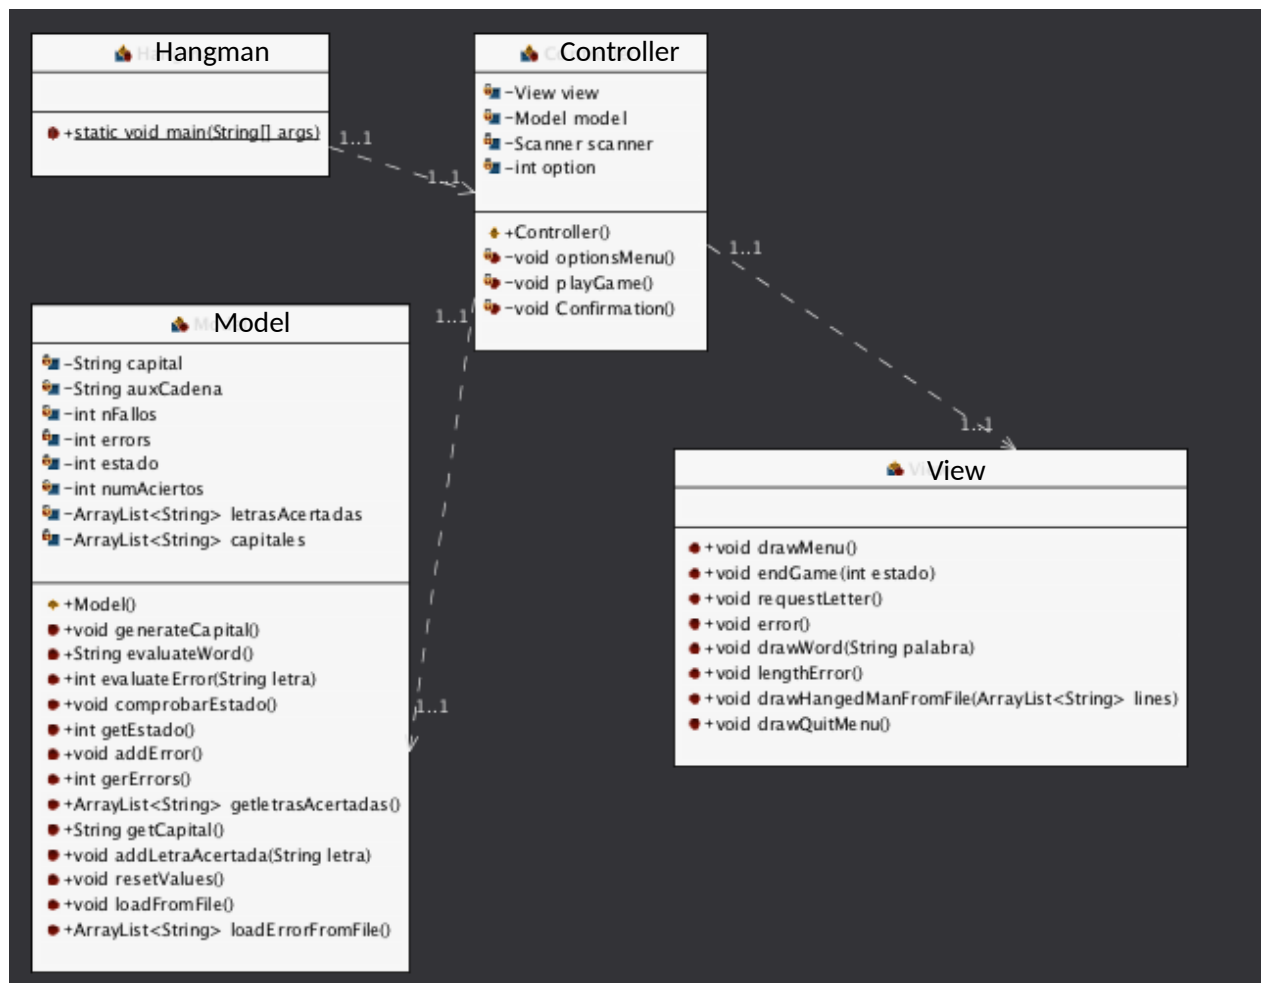 Hangman
+static void main(String[] args)
1..1
1..1
Controller
-View view
-Model model
-Scanner scanner
-int option
+Controller()
-void optionsMenu()
-void playGame()
-void Confirmation()
1..1
1..1
1..1
1..1
Model
-String capital
-String auxCadena
-int nFallos
-int errors
-int estado
-int numAciertos
-ArrayList<String> letrasAcertadas
-ArrayList<String> capitales
+Model()
+void generateCapital()
+String evaluateWord()
+int evaluateError(String letra)
+void comprobarEstado()
+int getEstado()
+void addError()
+int gerErrors()
+ArrayList<String> getletrasAcertadas()
+String getCapital()
+void addLetraAcertada(String letra)
+void resetValues()
+void loadFromFile()
+ArrayList<String> loadErrorFromFile()
View
+void drawMenu()
+void endGame(int estado)
+void requestLetter()
+void error()
+void drawWord(String palabra)
+void lengthError()
+void drawHangedManFromFile(ArrayList<String> lines)
+void drawQuitMenu()